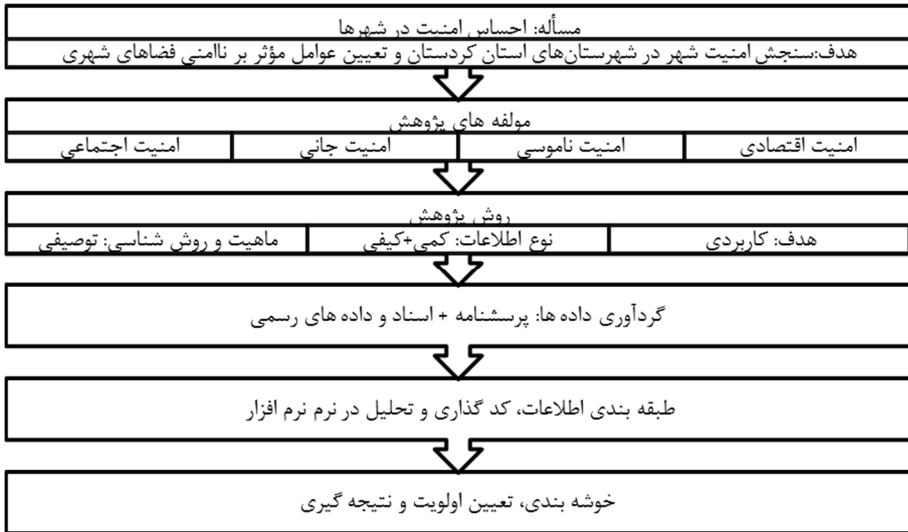 مسأله: احساس امنیت در شهرها
هدف:سنجش امنیت شهر در شهرستان‌های استان کردستان و تعیین عوامل مؤثر بر ناامنی فضاهای شهری
مولفه های پژوهش
امنیت اقتصادی امنیت ناموسی امنیت جانی امنیت اجتماعی
روش پژوهش
هدف: کاربردی نوع اطلاعات: کمی+کیفی ماهیت و روش شناسی: توصیفی
گردآوری داده ها: پرسشنامه + اسناد و داده های رسمی
طبقه بندی اطلاعات، کد گذاری و تحلیل در نرم نرم افزار
خوشه بندی، تعیین اولویت و نتیجه گیری